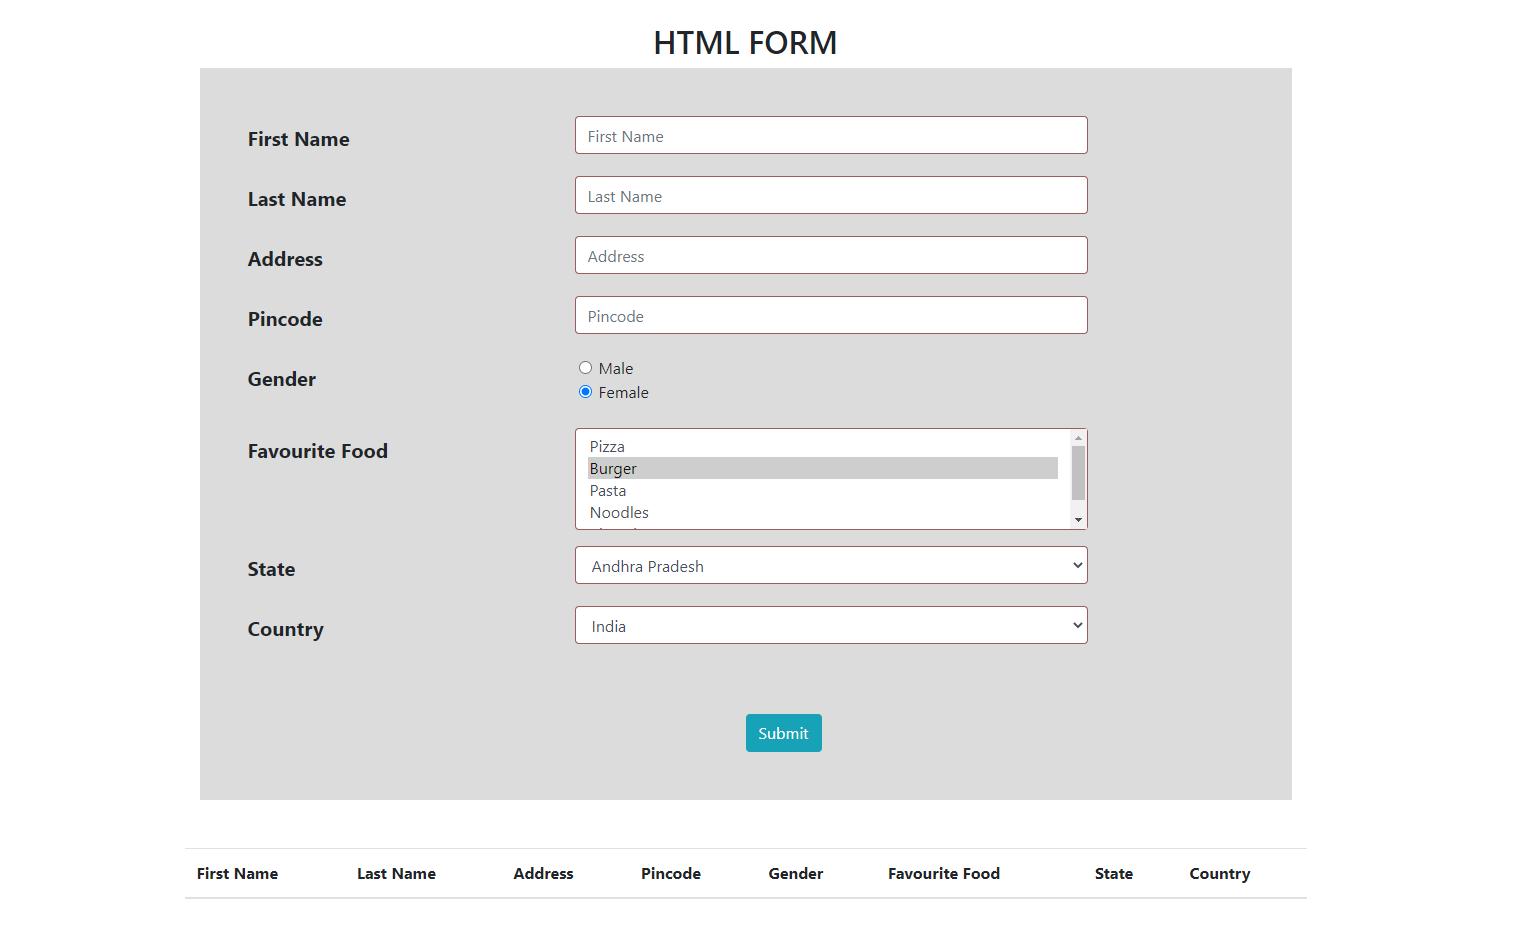 HTML FORM
First Name First Name
Last Name Last Name
Address Address
Pincode Pincode
Gender Male
Female
Favourite Food Pizza
Burger
Pasta
Noodles
State Andhra Pradesh
Country India
Submit
First Name Last Name Address Pincode Gender Favourite Food State Country